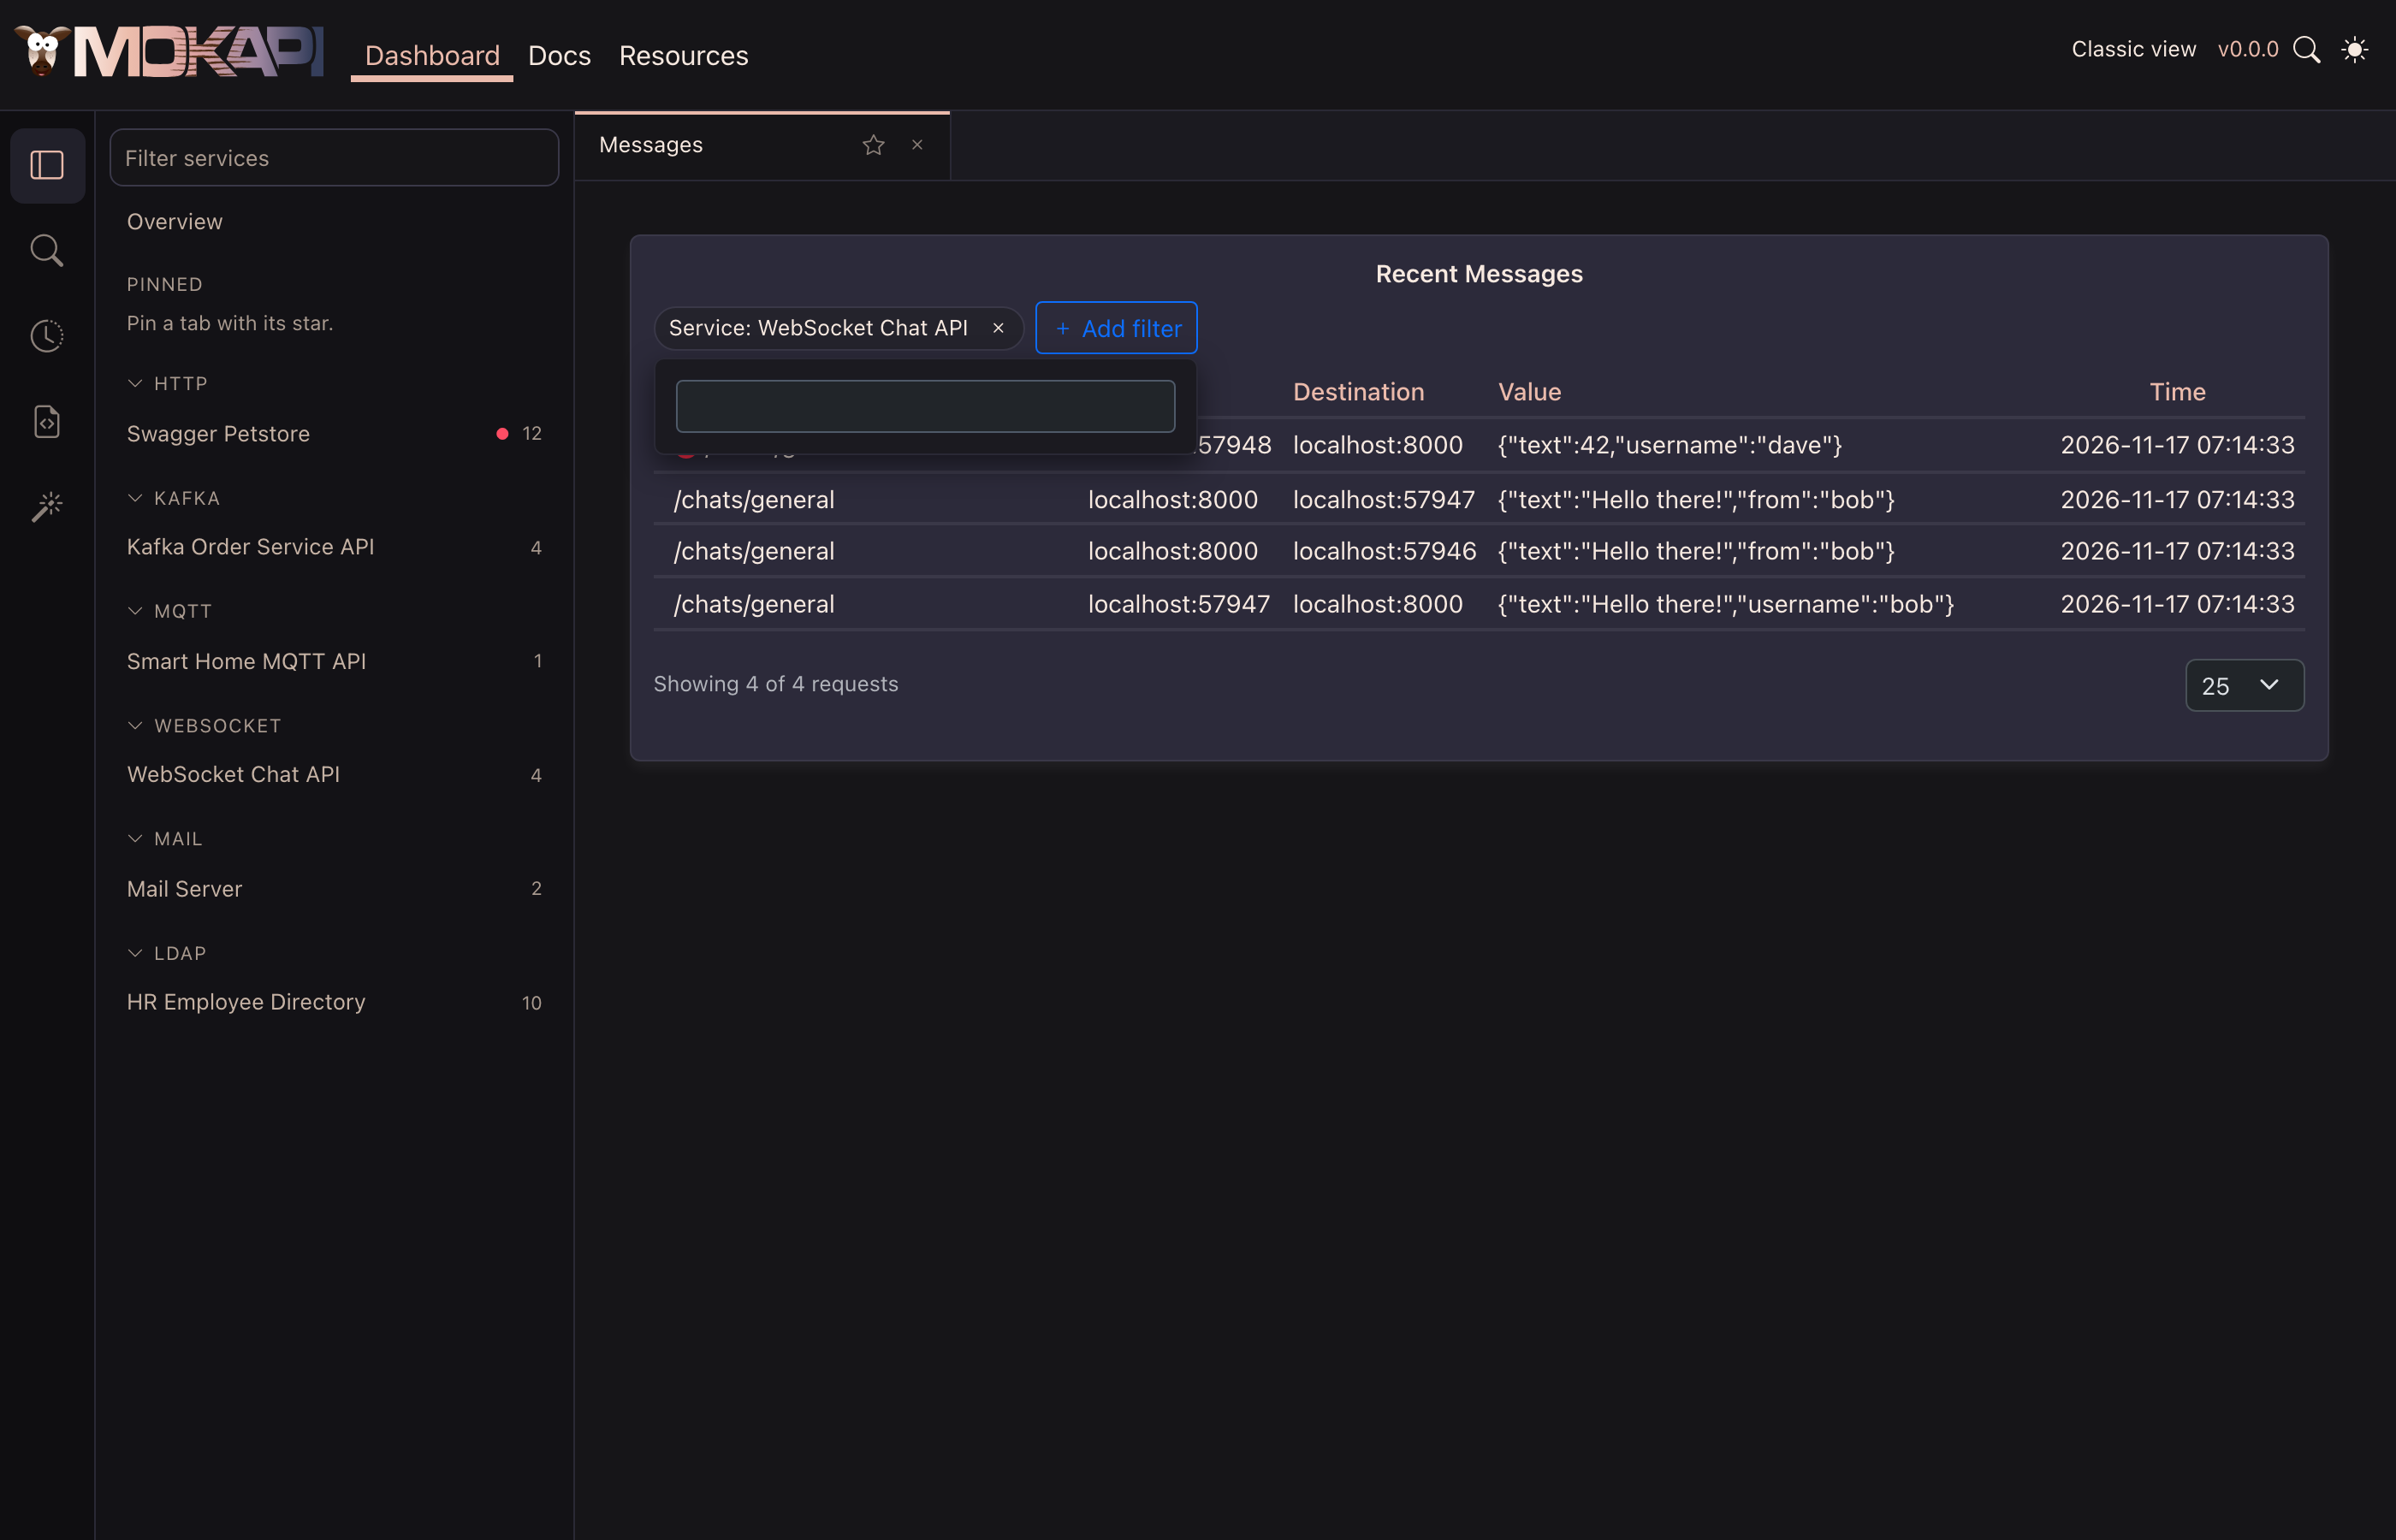 MOKAPI Dashboard Docs Resources Classic view v0.0.0
Filter services
Overview
PINNED
Pin a tab with its star.
HTTP
Swagger Petstore 12
KAFKA
Kafka Order Service API 4
MQTT
Smart Home MQTT API 1
WEBSOCKET
WebSocket Chat API 4
MAIL
Mail Server 2
LDAP
HR Employee Directory 10
Messages
Recent Messages
Service: WebSocket Chat API × + Add filter
Destination Value Time
:57948 localhost:8000 {"text":42,"username":"dave"} 2026-11-17 07:14:33
/chats/general localhost:8000 localhost:57947 {"text":"Hello there!","from":"bob"} 2026-11-17 07:14:33
/chats/general localhost:8000 localhost:57946 {"text":"Hello there!","from":"bob"} 2026-11-17 07:14:33
/chats/general localhost:57947 localhost:8000 {"text":"Hello there!","username":"bob"} 2026-11-17 07:14:33
Showing 4 of 4 requests
25